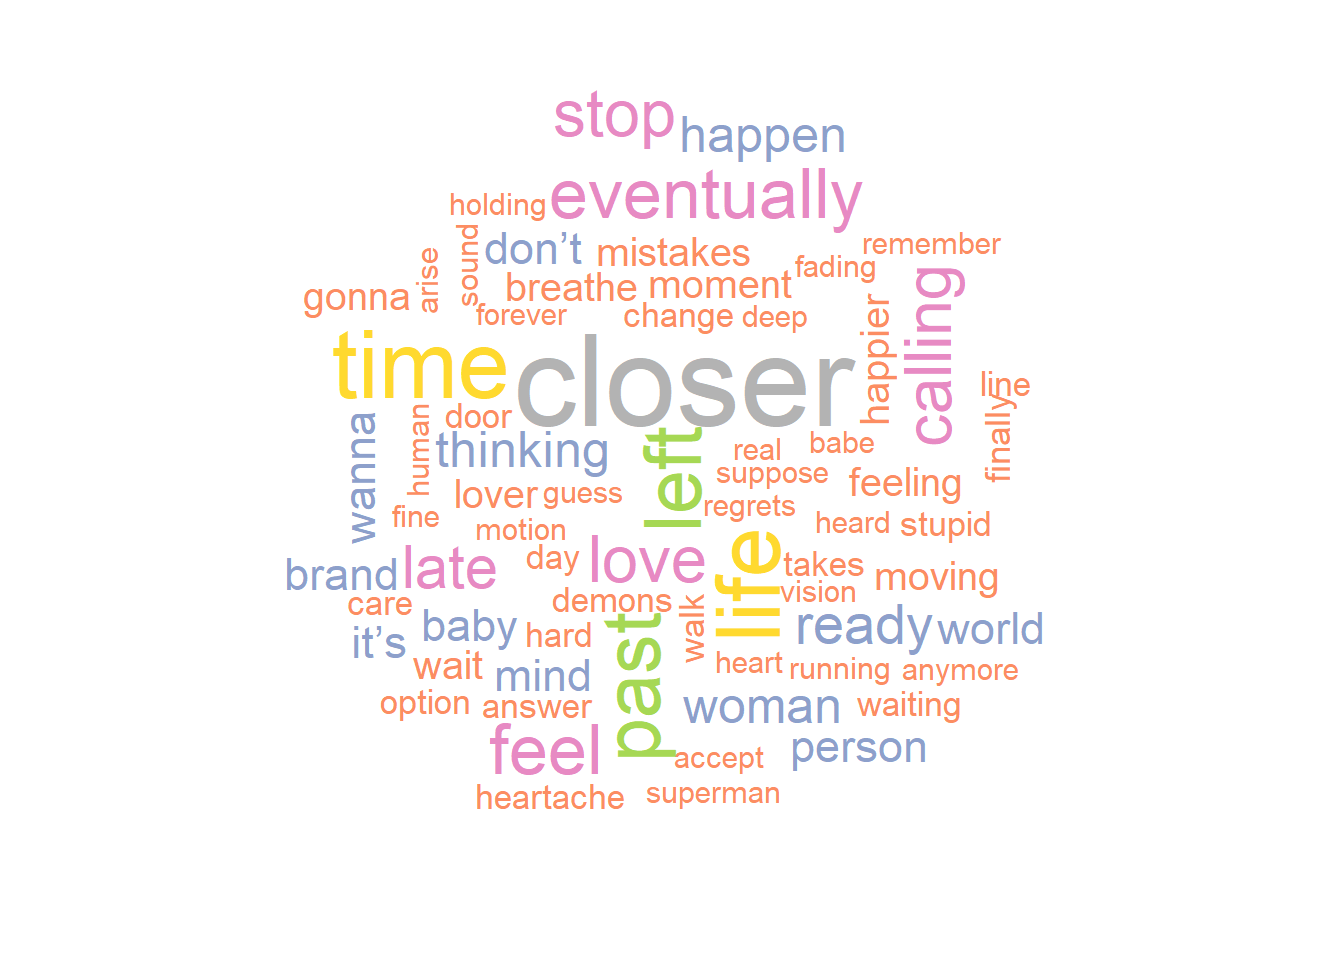 stop
happen
eventually
holding
sound
don’t
mistakes
remember
arise
fading
gonna
breathe
moment
forever
change
deep
happier
calling
time
closer
line
door
finally
wanna
human
thinking
left
real
babe
suppose
feeling
lover
guess
regrets
fine
motion
heard
stupid
brand
late
day
love
life
takes
moving
vision
care
demons
walk
it’s
baby
hard
past
ready
world
wait
mind
heart
running
anymore
option
answer
woman
waiting
feel
accept
person
heartache
superman